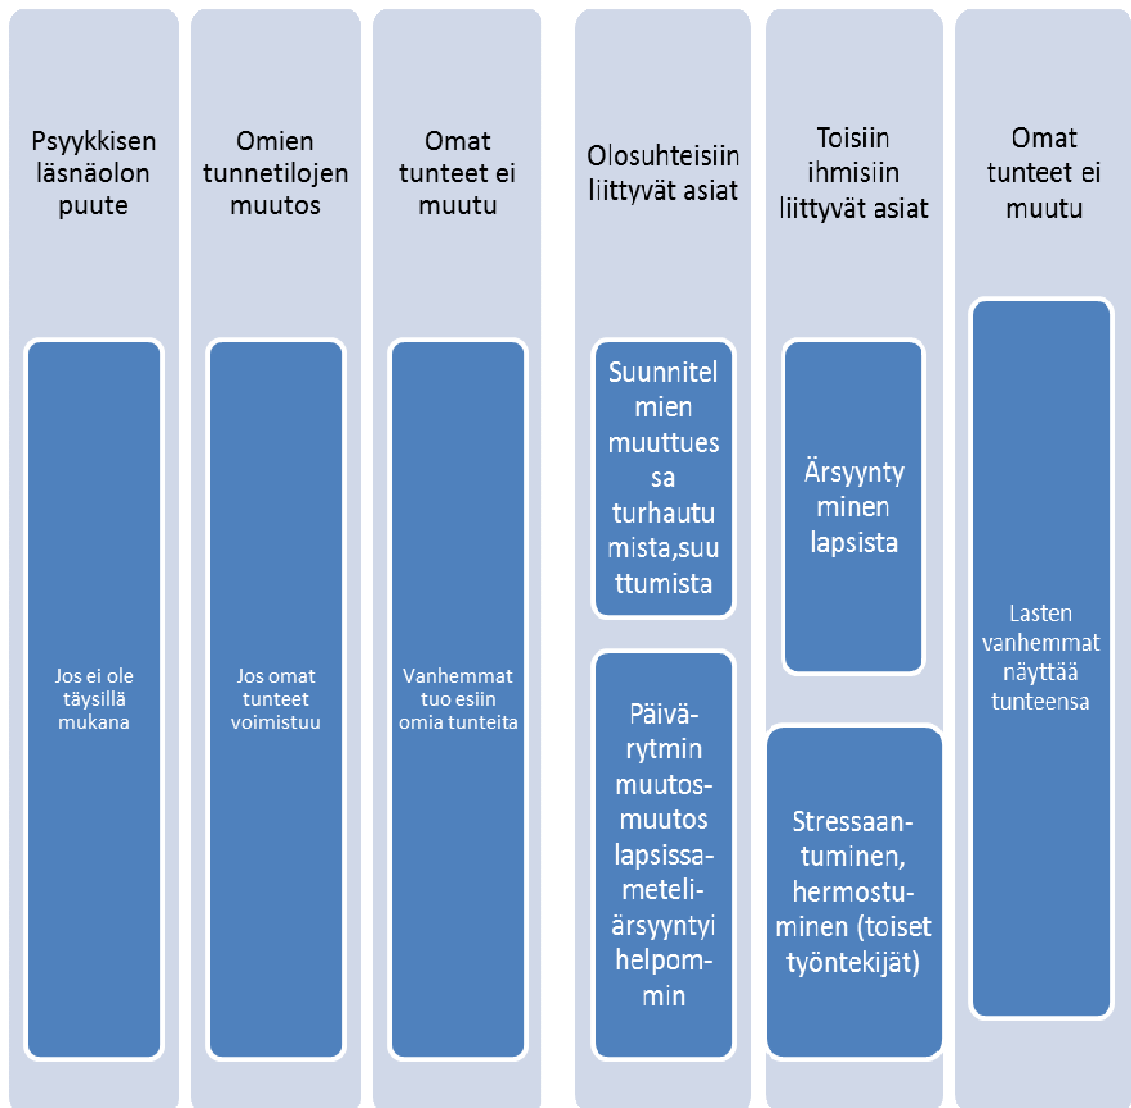 Psyykkisen
läsnäolon
puute
Jos ei ole
täysillä
mukana
Omien
tunnetilojen
muutos
Jos omat
tunteet
voimistuu
Omat
tunteet ei
muutu
Vanhemmat
tuo esiin
omia tunteita
Olosuhteisiin
liittyvät asiat
Suunnitel
mien
muuttues
sa
turhautu
mista,suu
ttumista
Päivä-
rytmin
muutos-
muutos
lapsissa-
meteli-
ärsyyntyi
helpom-
min
Toisiin
ihmisiin
liittyvät asiat
Ärsyynty
minen
lapsista
Stressaan-
tuminen,
hermostu-
minen (toiset
työntekijät)
Omat
tunteet ei
muutu
Lasten
vanhemmat
näyttää
tunteensa